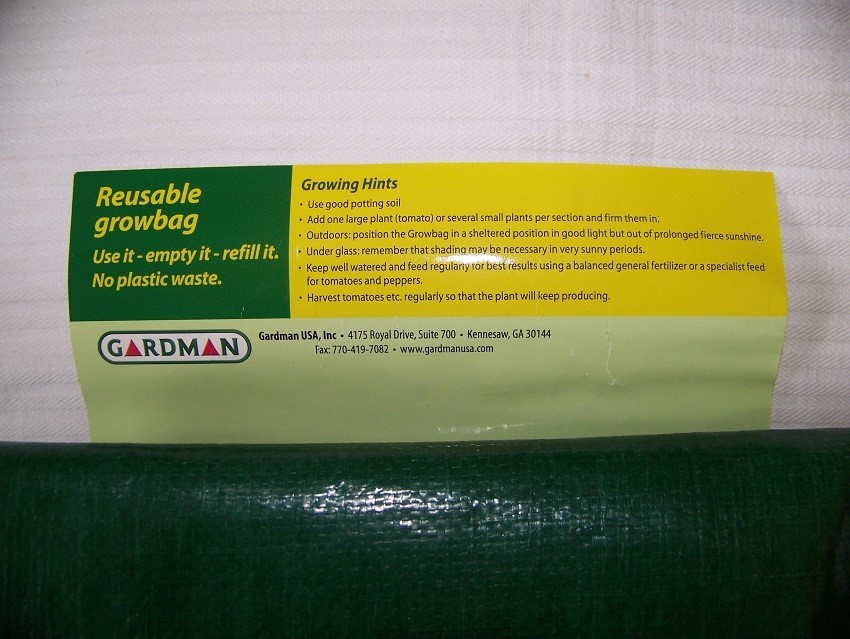 Reusable
growbag
Use it - empty it - refill it.
No plastic waste.
Growing Hints
• Use good potting soil
• Add one large plant (tomato) or several small plants per section and firm them in.
• Outdoors: position the Growbag in a sheltered position in good light but out of prolonged fierce sunshine.
• Under glass: remember that shading may be necessary in very sunny periods.
• Keep well watered and feed regularly for best results using a balanced general fertilizer or a specialist feed
for tomatoes and peppers.
• Harvest tomatoes etc. regularly so that the plant will keep producing.
GARDMAN
Gardman USA, Inc • 4175 Royal Drive, Suite 700 • Kennesaw, GA 30144
Fax: 770-419-7082 • www.gardmanusa.com